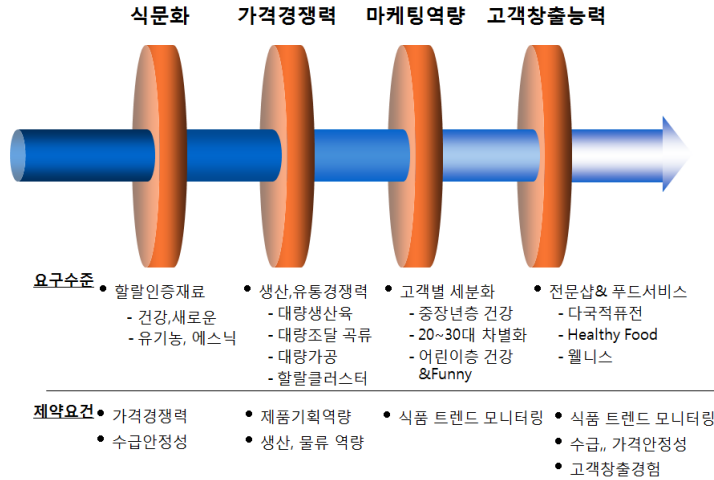 식문화
가격경쟁력
마케팅역량
고객창출능력
요구수준
• 할랄인증재료
- 건강,새로운
- 유기농, 에스닉
• 생산,유통경쟁력
- 대량생산육
- 대량조달 곡류
- 대량가공
- 할랄클러스터
• 고객별 세분화
- 중장년층 건강
- 20~30대 차별화
- 어린이층 건강
&Funny
• 전문샵& 푸드서비스
- 다국적퓨전
- Healthy Food
- 웰니스
제약요건
• 가격경쟁력
• 수급안정성
• 제품기획역량
• 생산, 물류 역량
• 식품 트렌드 모니터링
• 식품 트렌드 모니터링
• 수급,, 가격안정성
• 고객창출경험